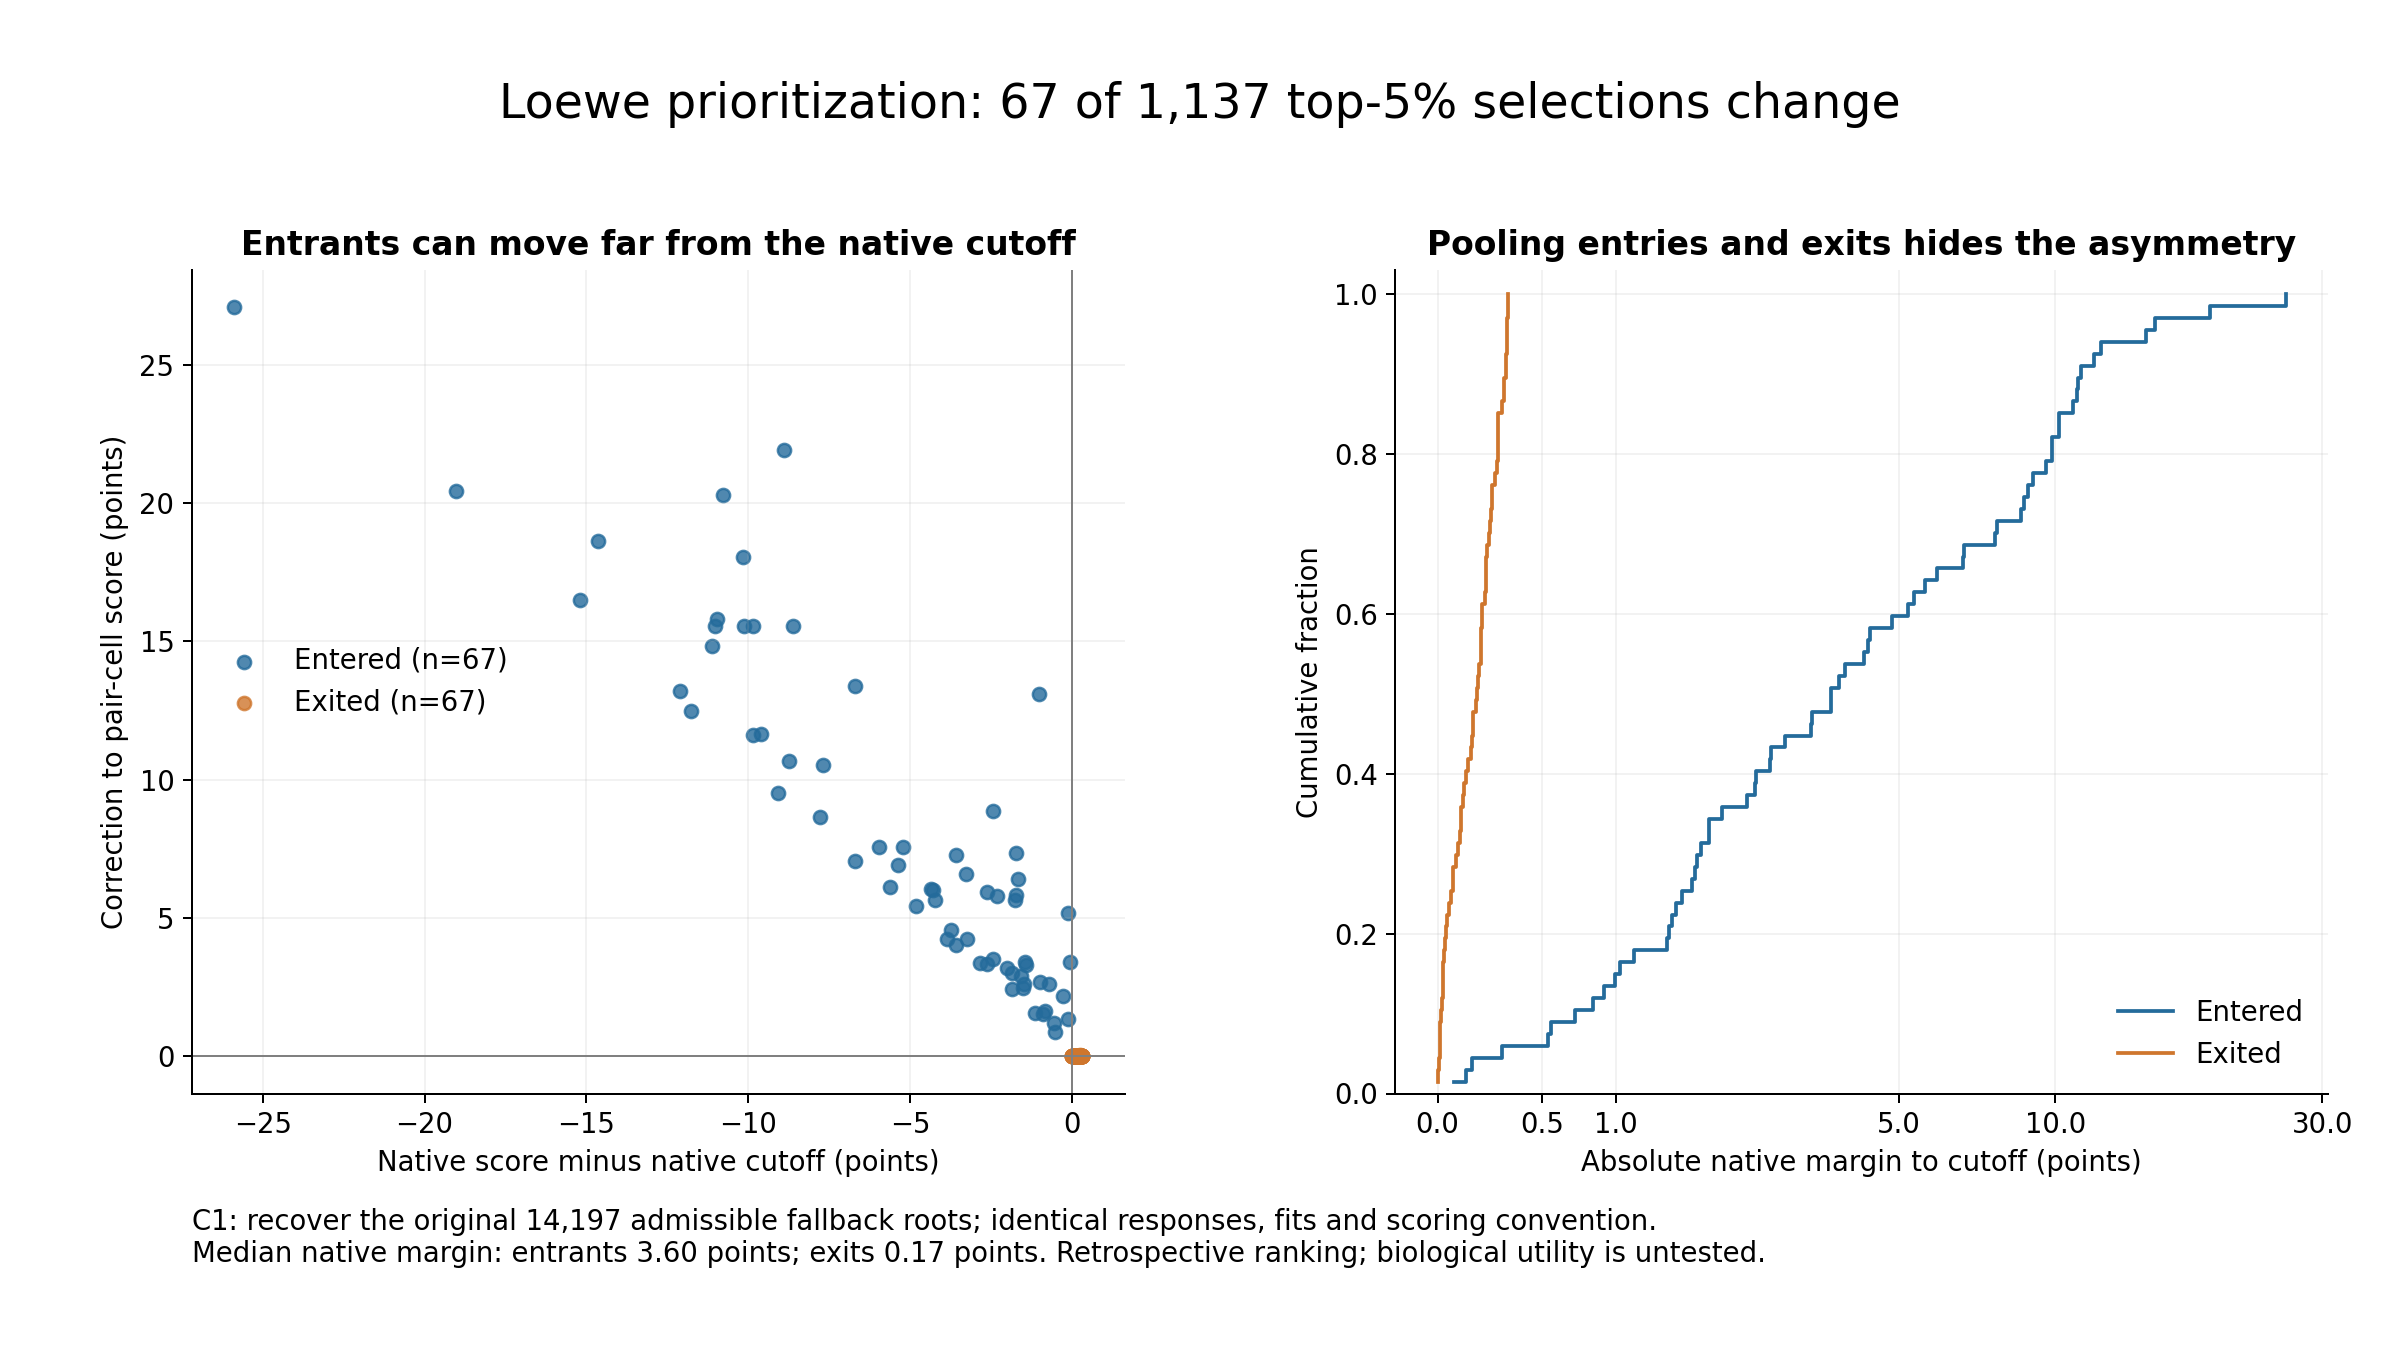 Loewe prioritization: 67 of 1,137 top-5% selections change
Entrants can move far from the native cutoff
Correction to pair-cell score (points)
25
20
15
10
5
0
Entered (n=67)
Exited (n=67)
−25 −20 −15 −10 −5 0
Native score minus native cutoff (points)
Pooling entries and exits hides the asymmetry
Cumulative fraction
1.0
0.8
0.6
0.4
0.2
0.0
Entered
Exited
0.0 0.5 1.0 5.0 10.0 30.0
Absolute native margin to cutoff (points)
C1: recover the original 14,197 admissible fallback roots; identical responses, fits and scoring convention.
Median native margin: entrants 3.60 points; exits 0.17 points. Retrospective ranking; biological utility is untested.